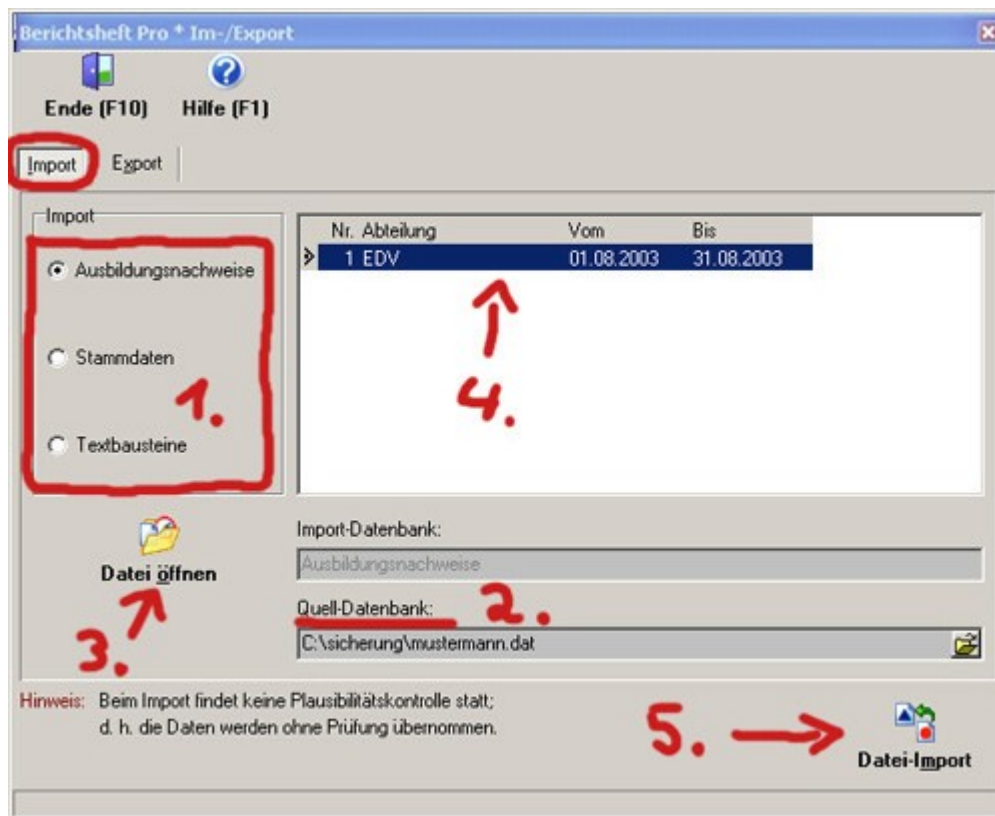 Berichtsheft Pro * Im-/Export
Ende (F10) Hilfe (F1)
Import Export
Import
Nr. Abteilung Vom Bis
1 EDV 01.08.2003 31.08.2003
Ausbildungsnachweise
4.
Stammdaten
1.
Textbausteine
Datei öffnen
Import-Datenbank:
Ausbildungsnachweise
Quell-Datenbank: 2.
3.
C:\sicherung\mustermann.dat
Hinweis: Beim Import findet keine Plausibilitätskontrolle statt;
d. h. die Daten werden ohne Prüfung übernommen.
5.
Datei-Import